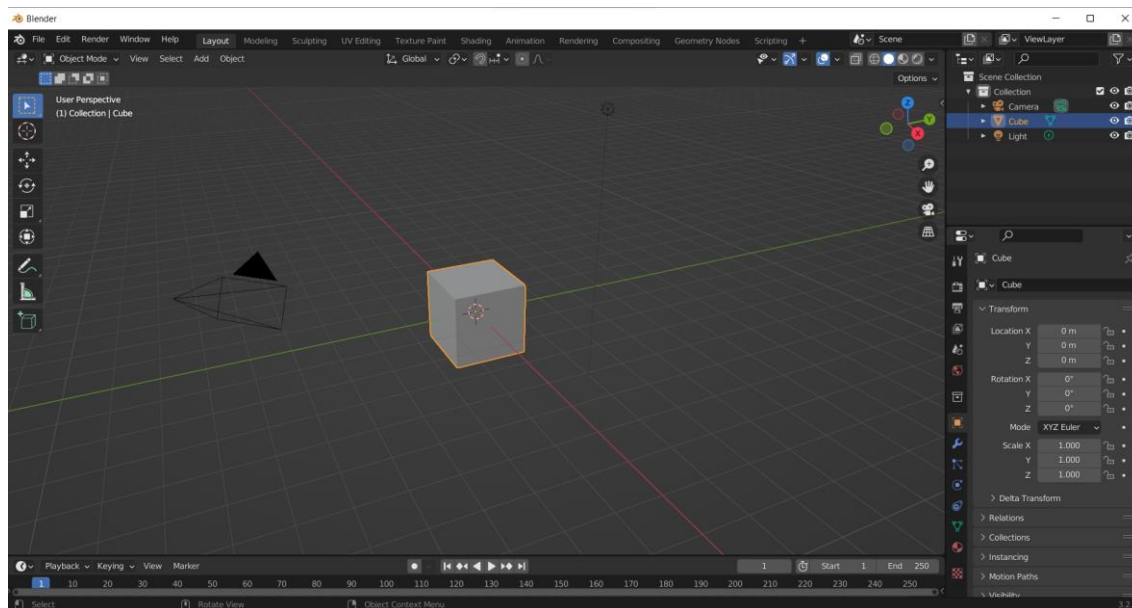 Blender
File Edit Render Window Help Layout Modeling Sculpting UV Editing Texture Paint Shading Animation Rendering Compositing Geometry Nodes Scripting + Scene ViewLayer
Object Mode View Select Add Object Global
Options
User Perspective
(1) Collection | Cube
Z
Y
X
Scene Collection
Collection
Camera
Cube
Light
Cube
Cube
Transform
Location X 0 m
Y 0 m
Z 0 m
Rotation X 0°
Y 0°
Z 0°
Mode XYZ Euler
Scale X 1.000
Y 1.000
Z 1.000
Delta Transform
Relations
Collections
Instancing
Motion Paths
Visibility
Playback Keying View Marker 1 Start 1 End 250
1 10 20 30 40 50 60 70 80 90 100 110 120 130 140 150 160 170 180 190 200 210 220 230 240 250
Select Rotate View Object Context Menu